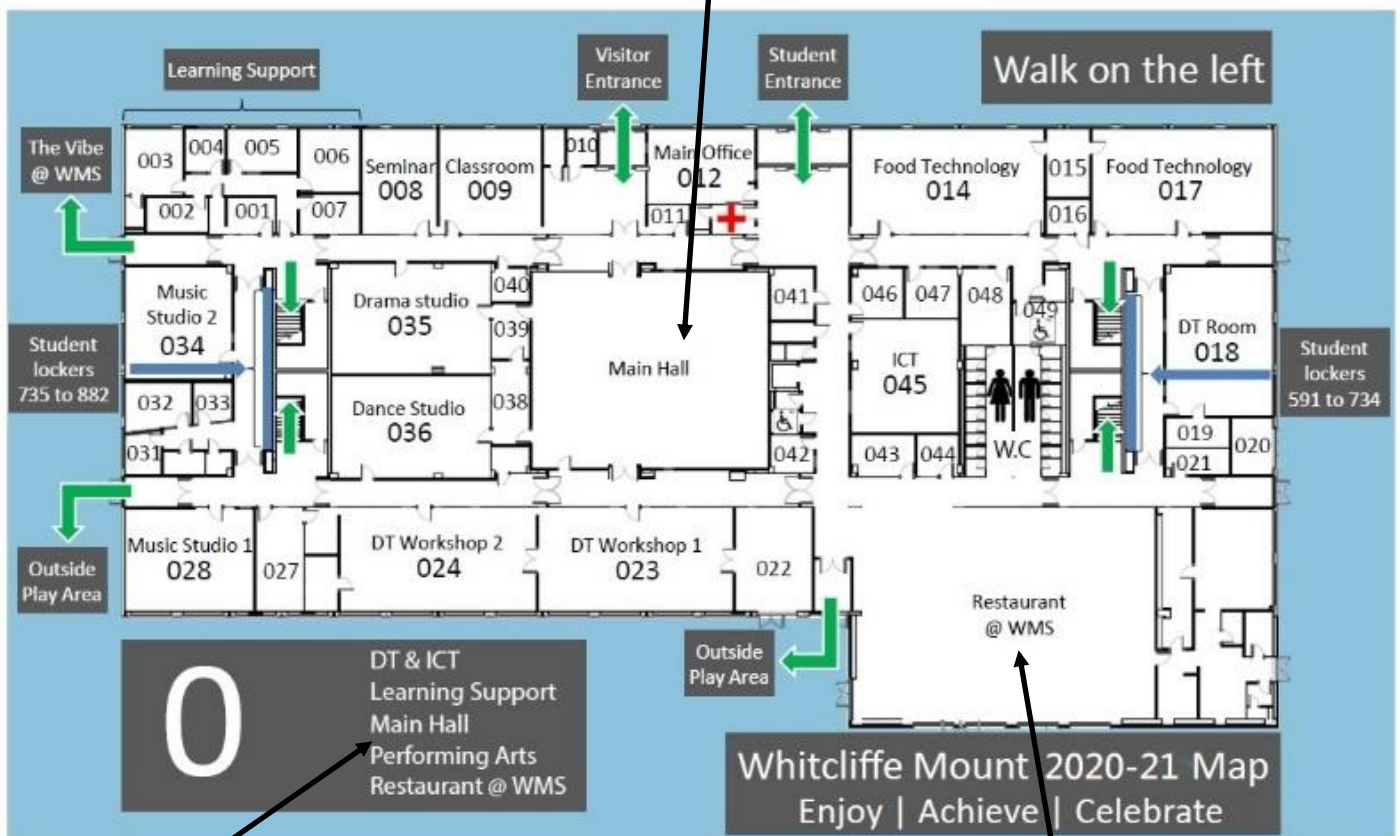 Learning Support
Visitor
Entrance
Student
Entrance
Walk on the left
The Vibe
@ WMS
003
004
005
006
002
001
007
Seminar
008
Classroom
009
010
Main Office
012
011
Food Technology
014
015
016
Food Technology
017
Music
Studio 2
034
Drama studio
035
040
039
Main Hall
041
046
047
048
049
ICT
045
DT Room
018
Student
lockers
735 to 882
Student
lockers
591 to 734
032
033
031
Dance Studio
036
038
042
043
044
W.C
019
020
021
Outside
Play Area
Music Studio 1
028
027
DT Workshop 2
024
DT Workshop 1
023
022
Restaurant
@ WMS
Outside
Play Area
0
DT & ICT
Learning Support
Main Hall
Performing Arts
Restaurant @ WMS
Whitcliffe Mount 2020-21 Map
Enjoy | Achieve | Celebrate